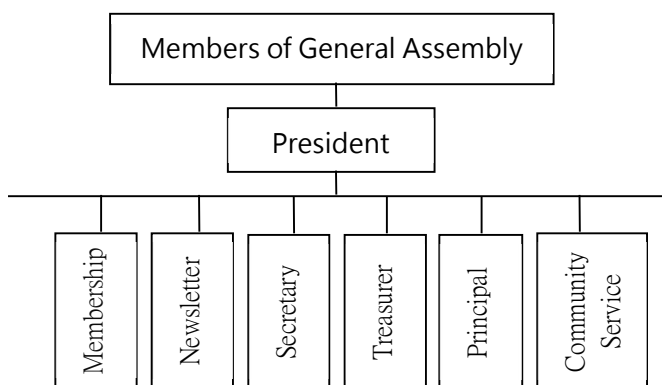 Members of General Assembly
President
Membership
Newsletter
Secretary
Treasurer
Principal
Community
Service